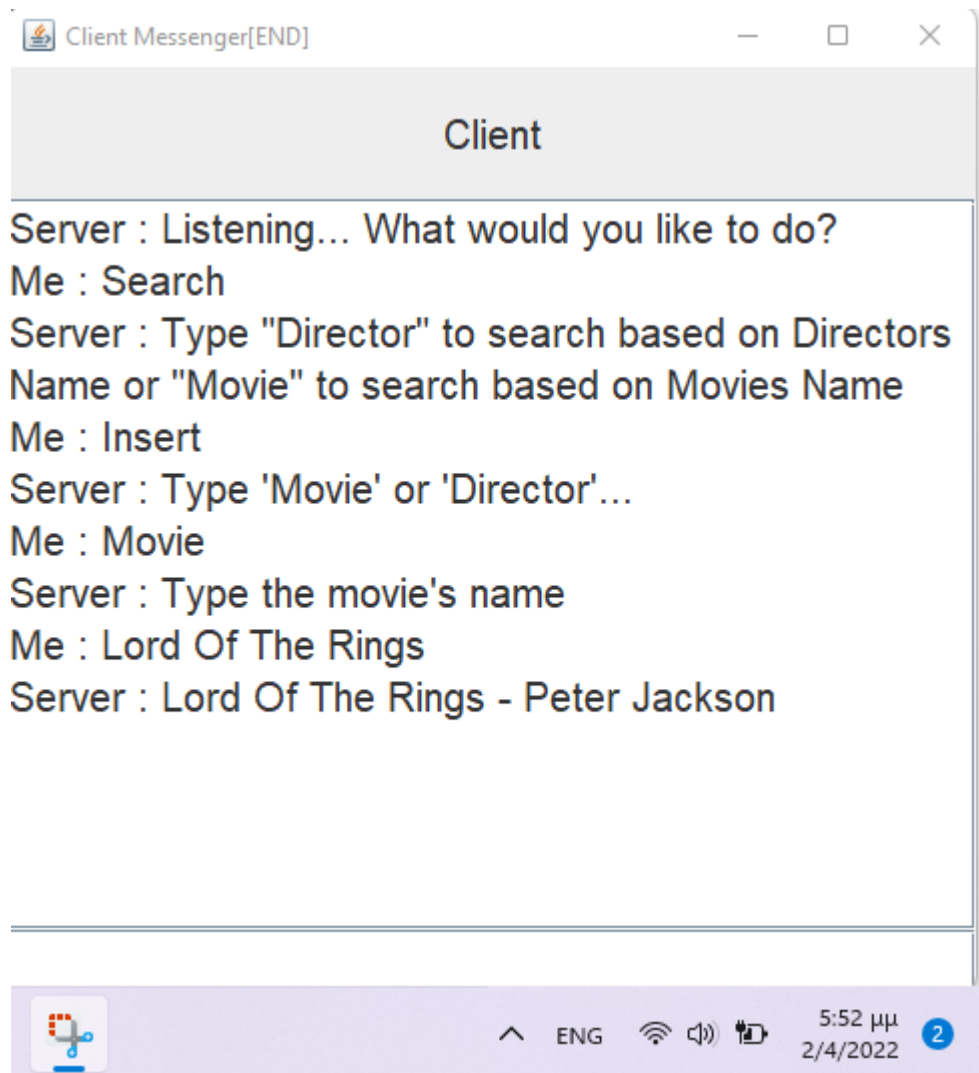 Client Messenger[END]
Client
Server : Listening... What would you like to do?
Me : Search
Server : Type "Director" to search based on Directors
Name or "Movie" to search based on Movies Name
Me : Insert
Server : Type 'Movie' or 'Director'...
Me : Movie
Server : Type the movie's name
Me : Lord Of The Rings
Server : Lord Of The Rings - Peter Jackson
ENG
5:52 μμ
2/4/2022
2